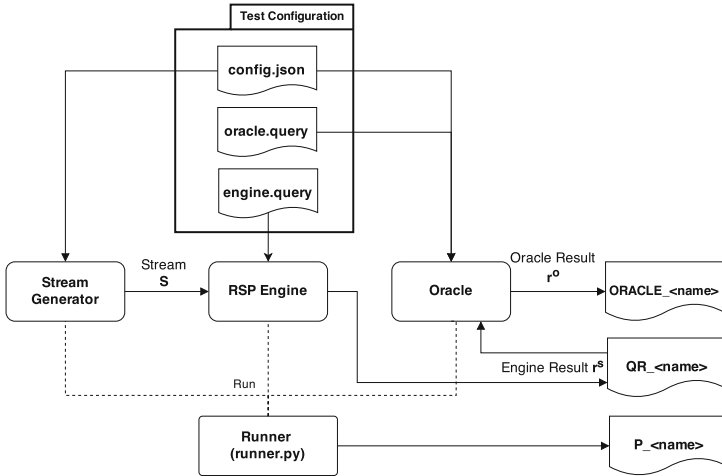 Test Configuration
config.json
oracle.query
engine.query
Stream
Generator
Stream
S
RSP Engine
Oracle
Oracle Result
r^o
ORACLE_<name>
Engine Result r^s
QR_<name>
Run
Runner
(runner.py)
P_<name>